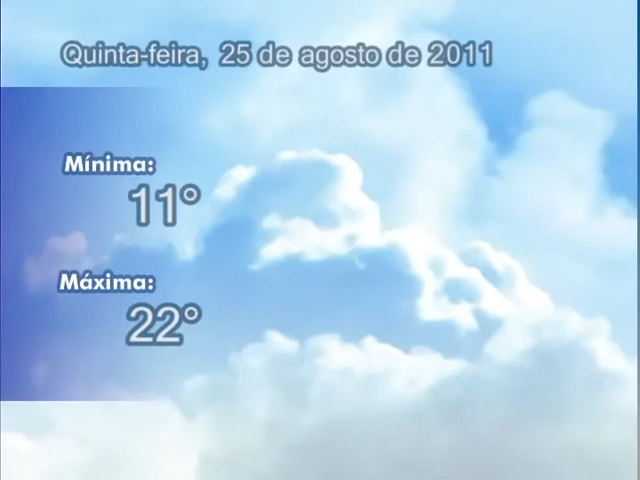 Quinta-feira, 25 de agosto de 2011
Mínima:
11°
Máxima:
22°